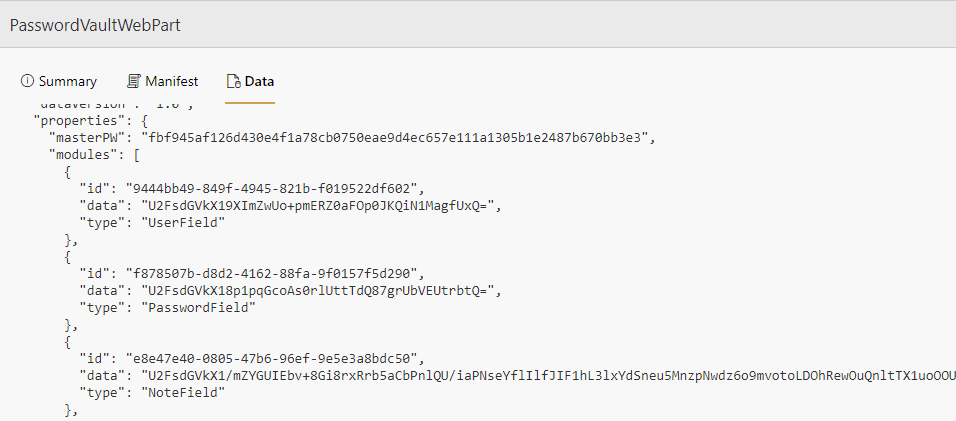 PasswordVaultWebPart
Summary Manifest Data
"dataVersion": "1.0",
"properties": {
"masterPW": "fbf945af126d430e4f1a78cb0750eae9d4ec657e111a1305b1e2487b670bb3e3",
"modules": [
{
"id": "9444bb49-849f-4945-821b-f019522df602",
"data": "U2FsdGVkX19XImZwUo+pmERZ0aFOp0JKQiN1MagfUxQ=",
"type": "UserField"
},
{
"id": "f878507b-d8d2-4162-88fa-9f0157f5d290",
"data": "U2FsdGVkX18p1pqGcoAs0rlUttTdQ87grUbVEUtrbtQ=",
"type": "PasswordField"
},
{
"id": "e8e47e40-0805-47b6-96ef-9e5e3a8bdc50",
"data": "U2FsdGVkX1/mZYGUIEbv+8Gi8rxRrb5aCbPnlQU/iaPNseYflIlfJIF1hL3lxYdSneu5MnzpNwdz6o9mvotoLDOhRewOuQnltTX1uoOOU
"type": "NoteField"
},